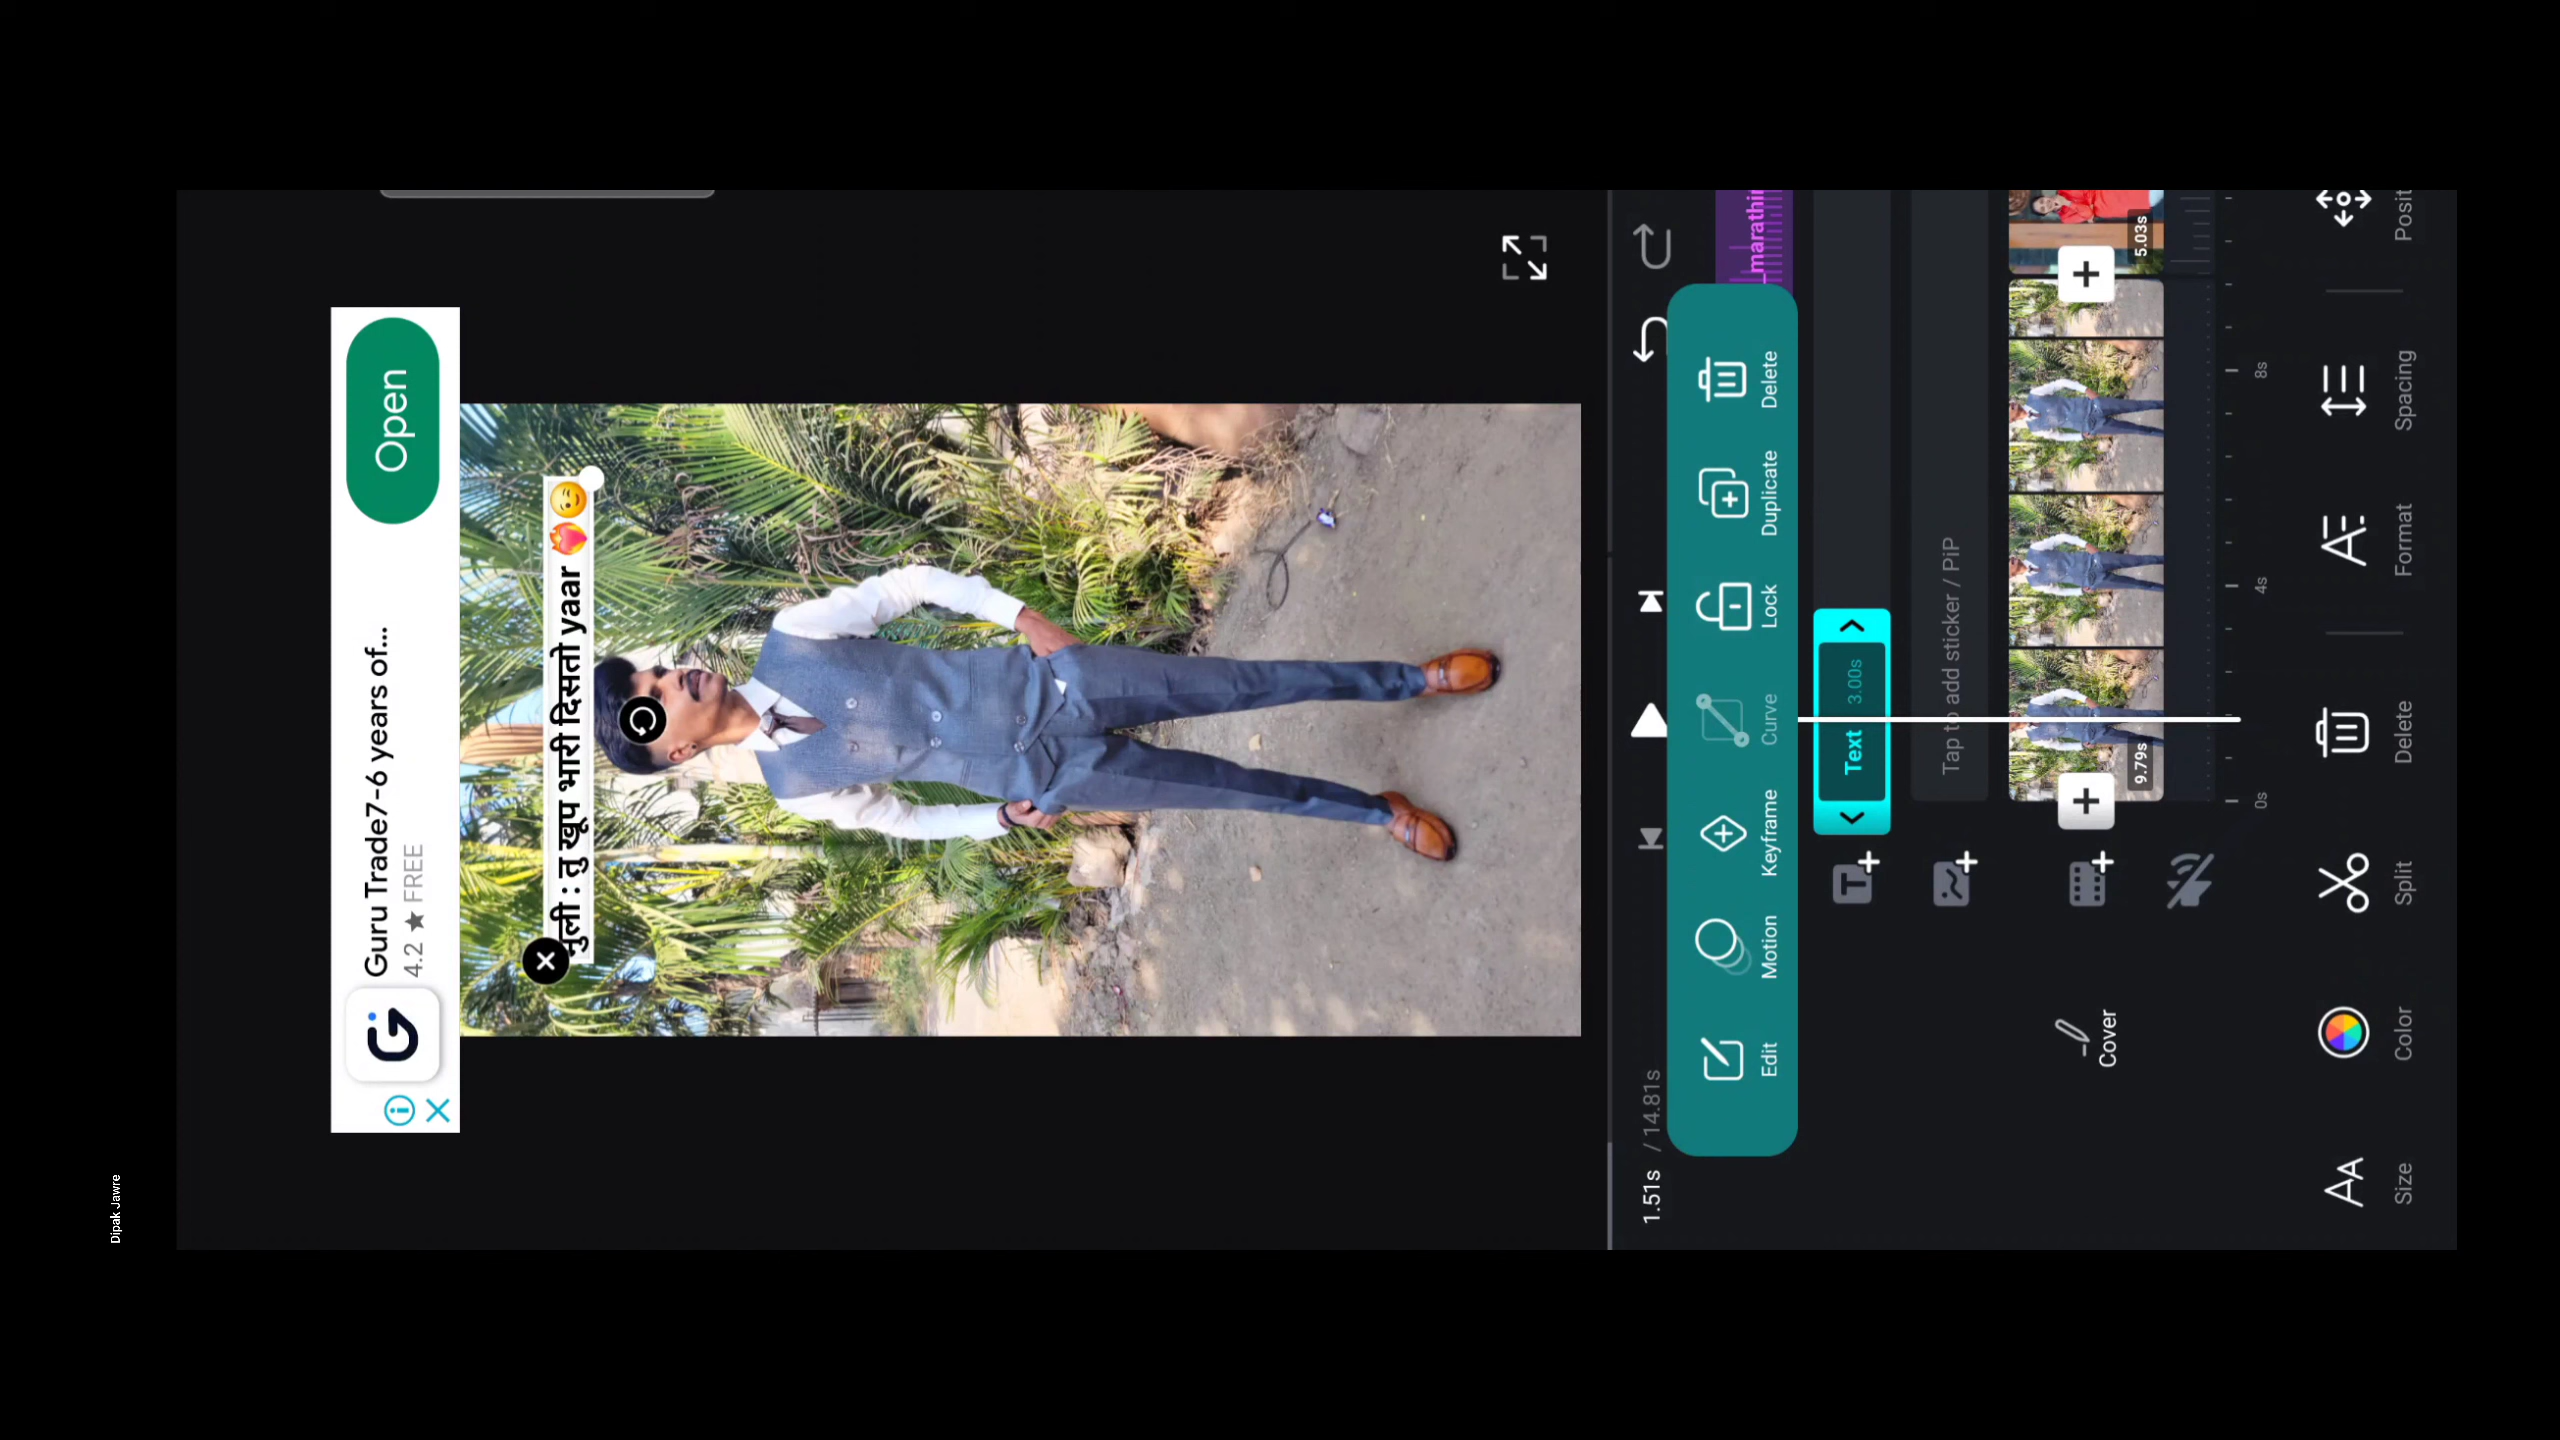 Guru Trade7-6 years of...
4.2 ★ FREE
Open
मुली : तु खूप भारी दिसतो yaar ❤️‍🔥🥴
1.51s / 14.81s
marathi
Edit
Motion
Keyframe
Curve
Lock
Duplicate
Delete
Text 3.00s
Tap to add sticker / PiP
Cover
9.79s
5.03s
0s
4s
8s
Size
Color
Split
Delete
Format
Spacing
Posit
Dipak Jawre